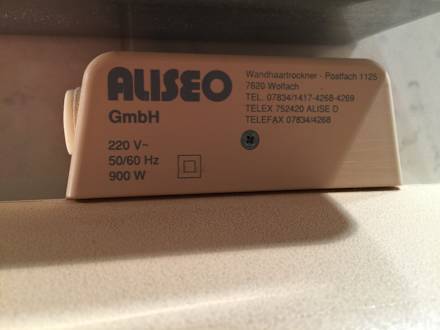 ALISEO
GmbH
220 V~
50/60 Hz
900 W
Wandhaartrockner · Postfach 1125
7620 Wolfach
TEL. 07834/1417-4268-4269
TELEX 752420 ALISE D
TELEFAX 07834/4268